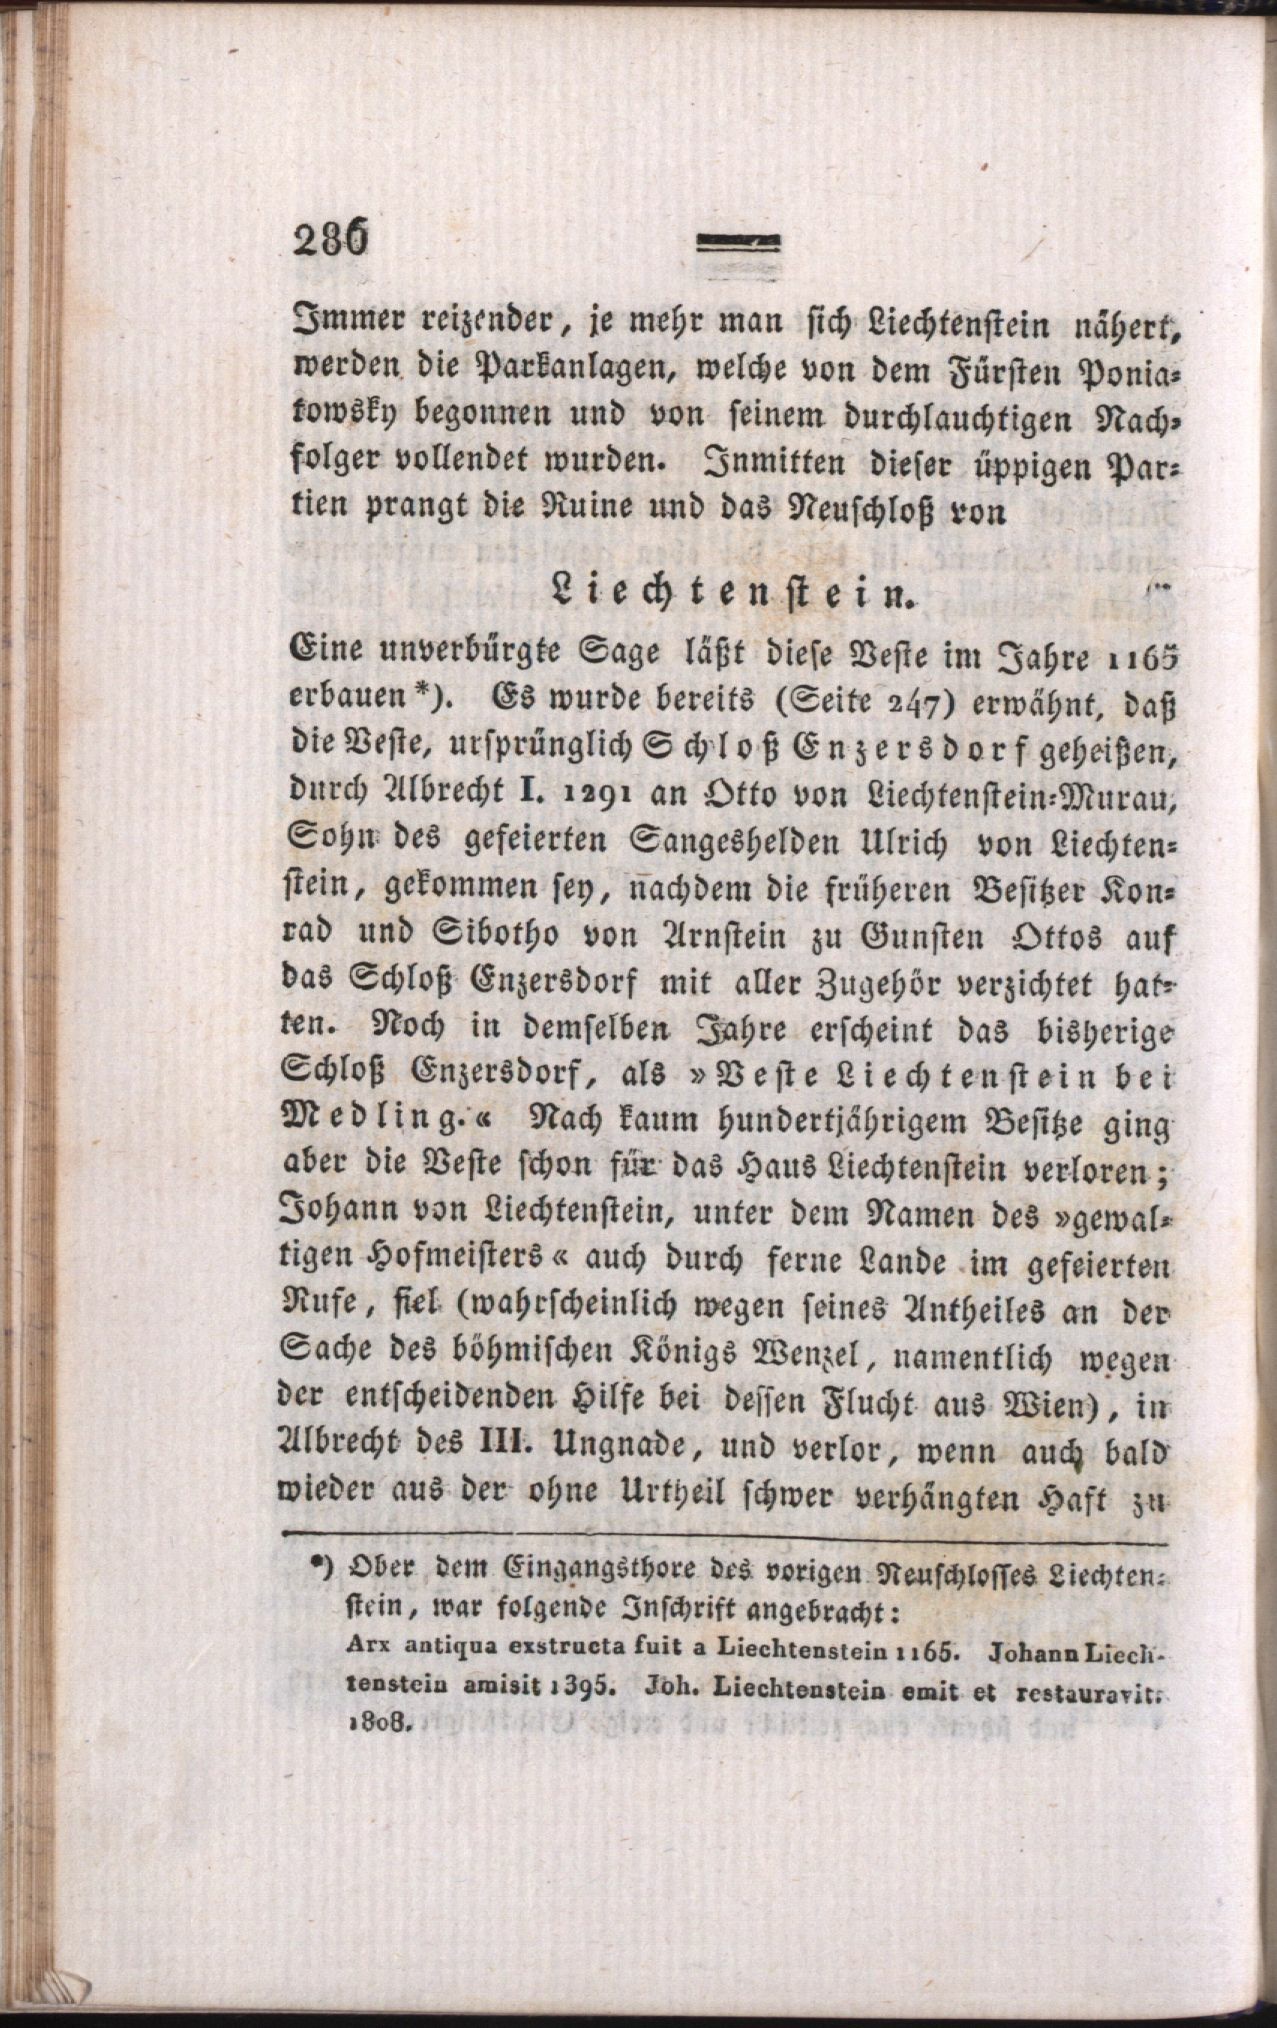 286
Immer reizender, je mehr man sich Liechtenstein nähert,
werden die Parkanlagen, welche von dem Fürsten Ponia-
towsky begonnen und von seinem durchlauchtigen Nach-
folger vollendet wurden. Inmitten dieser üppigen Par-
tien prangt die Ruine und das Neuschloß von
Liechtenstein.
Eine unverbürgte Sage läßt diese Veste im Jahre 1165
erbauen*). Es wurde bereits (Seite 247) erwähnt, daß
die Veste, ursprünglich Schloß Enzersdorf geheißen,
durch Albrecht I. 1291 an Otto von Liechtenstein-Murau,
Sohn des gefeierten Sangeshelden Ulrich von Liechten-
stein, gekommen sey, nachdem die früheren Besitzer Kon-
rad und Sibotho von Arnstein zu Gunsten Ottos auf
das Schloß Enzersdorf mit aller Zugehör verzichtet hat-
ten. Noch in demselben Jahre erscheint das bisherige
Schloß Enzersdorf, als »Veste Liechtenstein bei
Medling.« Nach kaum hundertjährigem Besitze ging
aber die Veste schon für das Haus Liechtenstein verloren;
Johann von Liechtenstein, unter dem Namen des »gewal-
tigen Hofmeisters« auch durch ferne Lande im gefeierten
Rufe, fiel (wahrscheinlich wegen seines Antheiles an der
Sache des böhmischen Königs Wenzel, namentlich wegen
der entscheidenden Hilfe bei dessen Flucht aus Wien), in
Albrecht des III. Ungnade, und verlor, wenn auch bald
wieder aus der ohne Urtheil schwer verhängten Haft zu
*) Ober dem Eingangsthore des vorigen Neuschlosses Liechten-
stein, war folgende Inschrift angebracht:
Arx antiqua exstructa fuit a Liechtenstein 1165. Johann Liech-
tenstein amisit 1395. Joh. Liechtenstein emit et restauravit.
1808.